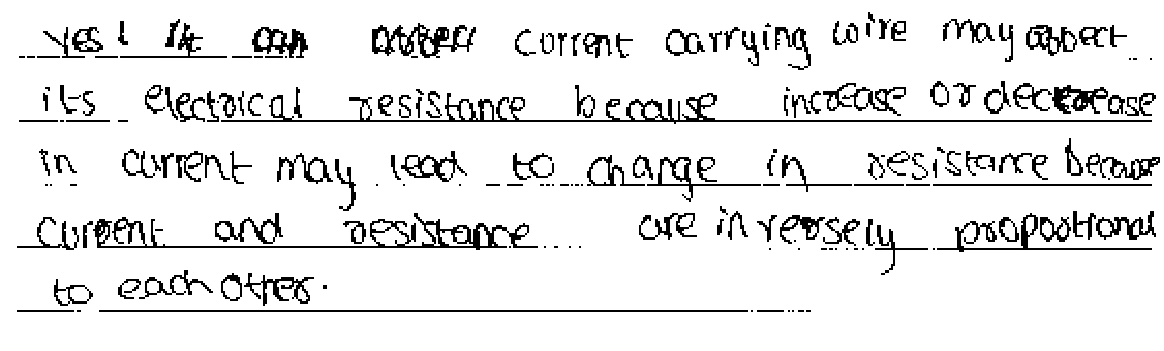 yes! It can current carrying wire may affect
its electrical resistance because increase or decrease
in current may lead to change in resistance because
current and resistance are inversely propotional
to each other.